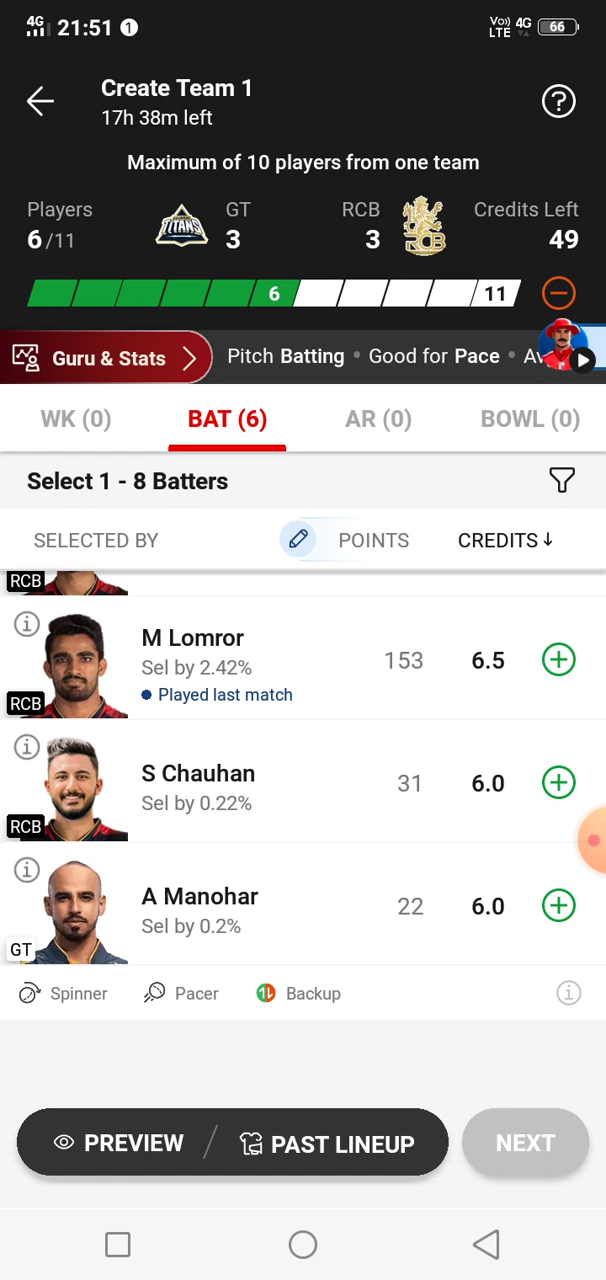 4G 21:51 1 Vo)) LTE 4G 66
Create Team 1
17h 38m left
?
Maximum of 10 players from one team
Players GT RCB Credits Left
6/11 TITANS 3 3 RCB 49
6 11
Guru & Stats Pitch Batting • Good for Pace • Av
WK (0) BAT (6) AR (0) BOWL (0)
Select 1 - 8 Batters
SELECTED BY POINTS CREDITS↓
RCB
M Lomror
Sel by 2.42% 153 6.5
Played last match
RCB
S Chauhan
Sel by 0.22% 31 6.0
RCB
A Manohar
Sel by 0.2% 22 6.0
GT
Spinner Pacer Backup
PREVIEW / PAST LINEUP NEXT